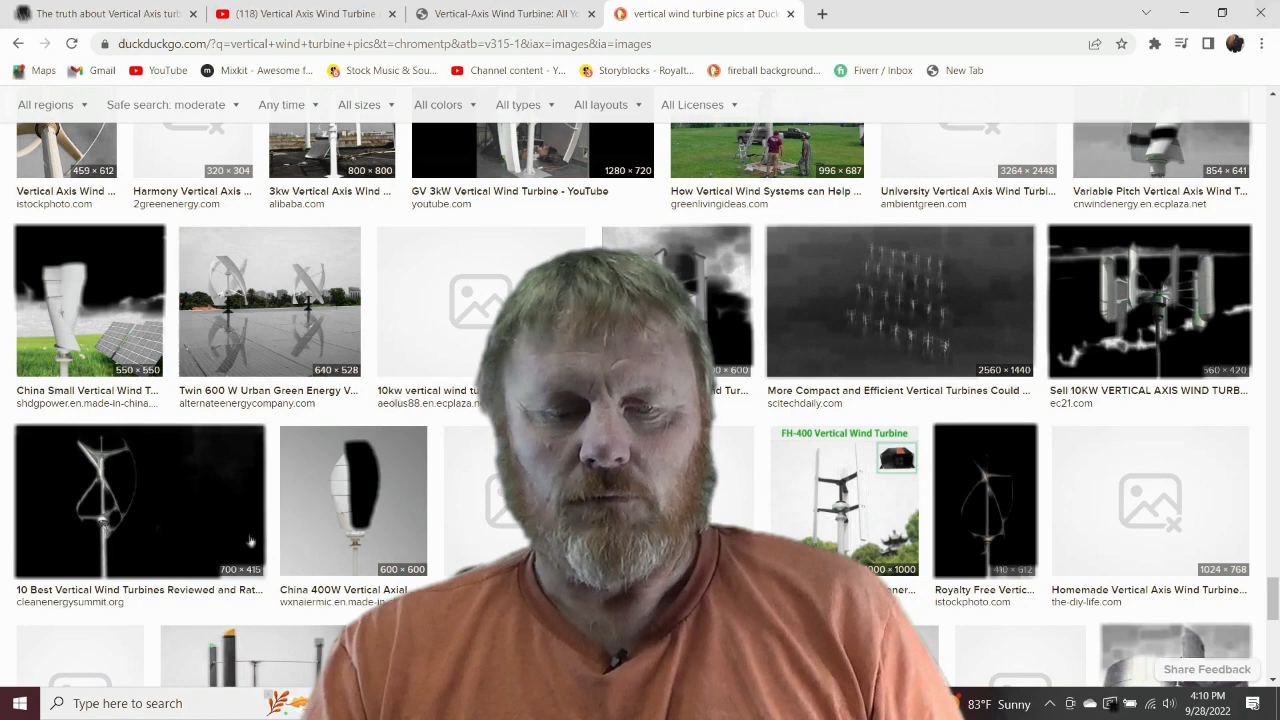 The truth about Vertical Axis turb
(118) Vertical Axis Wind Turbine
Vertical-Axis Wind Turbine: All Yo
vertical wind turbine pics at Duck
duckduckgo.com/?q=vertical+wind+turbine+pics&t=chromentp&atb=v315-1&iax=images&ia=images
Maps
Gmail
YouTube
Mixkit - Awesome f...
Stock Music & Sou...
Channel content - Y...
Storyblocks - Royalt...
fireball background...
Fiverr / Inbox
New Tab
All regions
Safe search: moderate
Any time
All sizes
All colors
All types
All layouts
All Licenses
459 × 612
320 × 304
800 × 800
1280 × 720
996 × 687
3264 × 2448
854 × 641
Vertical Axis Wind ...
Harmony Vertical Axis ...
3kw Vertical Axis Wind ...
GV 3kW Vertical Wind Turbine - YouTube
How Vertical Wind Systems can Help ...
University Vertical Axis Wind Turbi...
Variable Pitch Vertical Axis Wind T...
istockphoto.com
2greenenergy.com
alibaba.com
youtube.com
greenlivingideas.com
ambientgreen.com
cnwindenergy.en.ecplaza.net
550 × 550
640 × 528
2560 × 1440
560 × 420
China Small Vertical Wind T...
Twin 600 W Urban Green Energy V...
10kw vertical wind tu
Tur...
More Compact and Efficient Vertical Turbines Could ...
Sell 10KW VERTICAL AXIS WIND TURB...
shdgpower.en.made-in-china....
alternateenergycompany.com
aeolus88.en.ecplaza.n
scitechdaily.com
ec21.com
FH-400 Vertical Wind Turbine
700 × 415
600 × 600
410 × 612
1024 × 768
10 Best Vertical Wind Turbines Reviewed and Rat...
China 400W Vertical Axial
ener...
Royalty Free Vertic...
Homemade Vertical Axis Wind Turbine...
cleanenergysummit.org
wxnaiermic.en.made-in
istockphoto.com
the-diy-life.com
Share Feedback
Type here to search
83°F Sunny
4:10 PM
9/28/2022